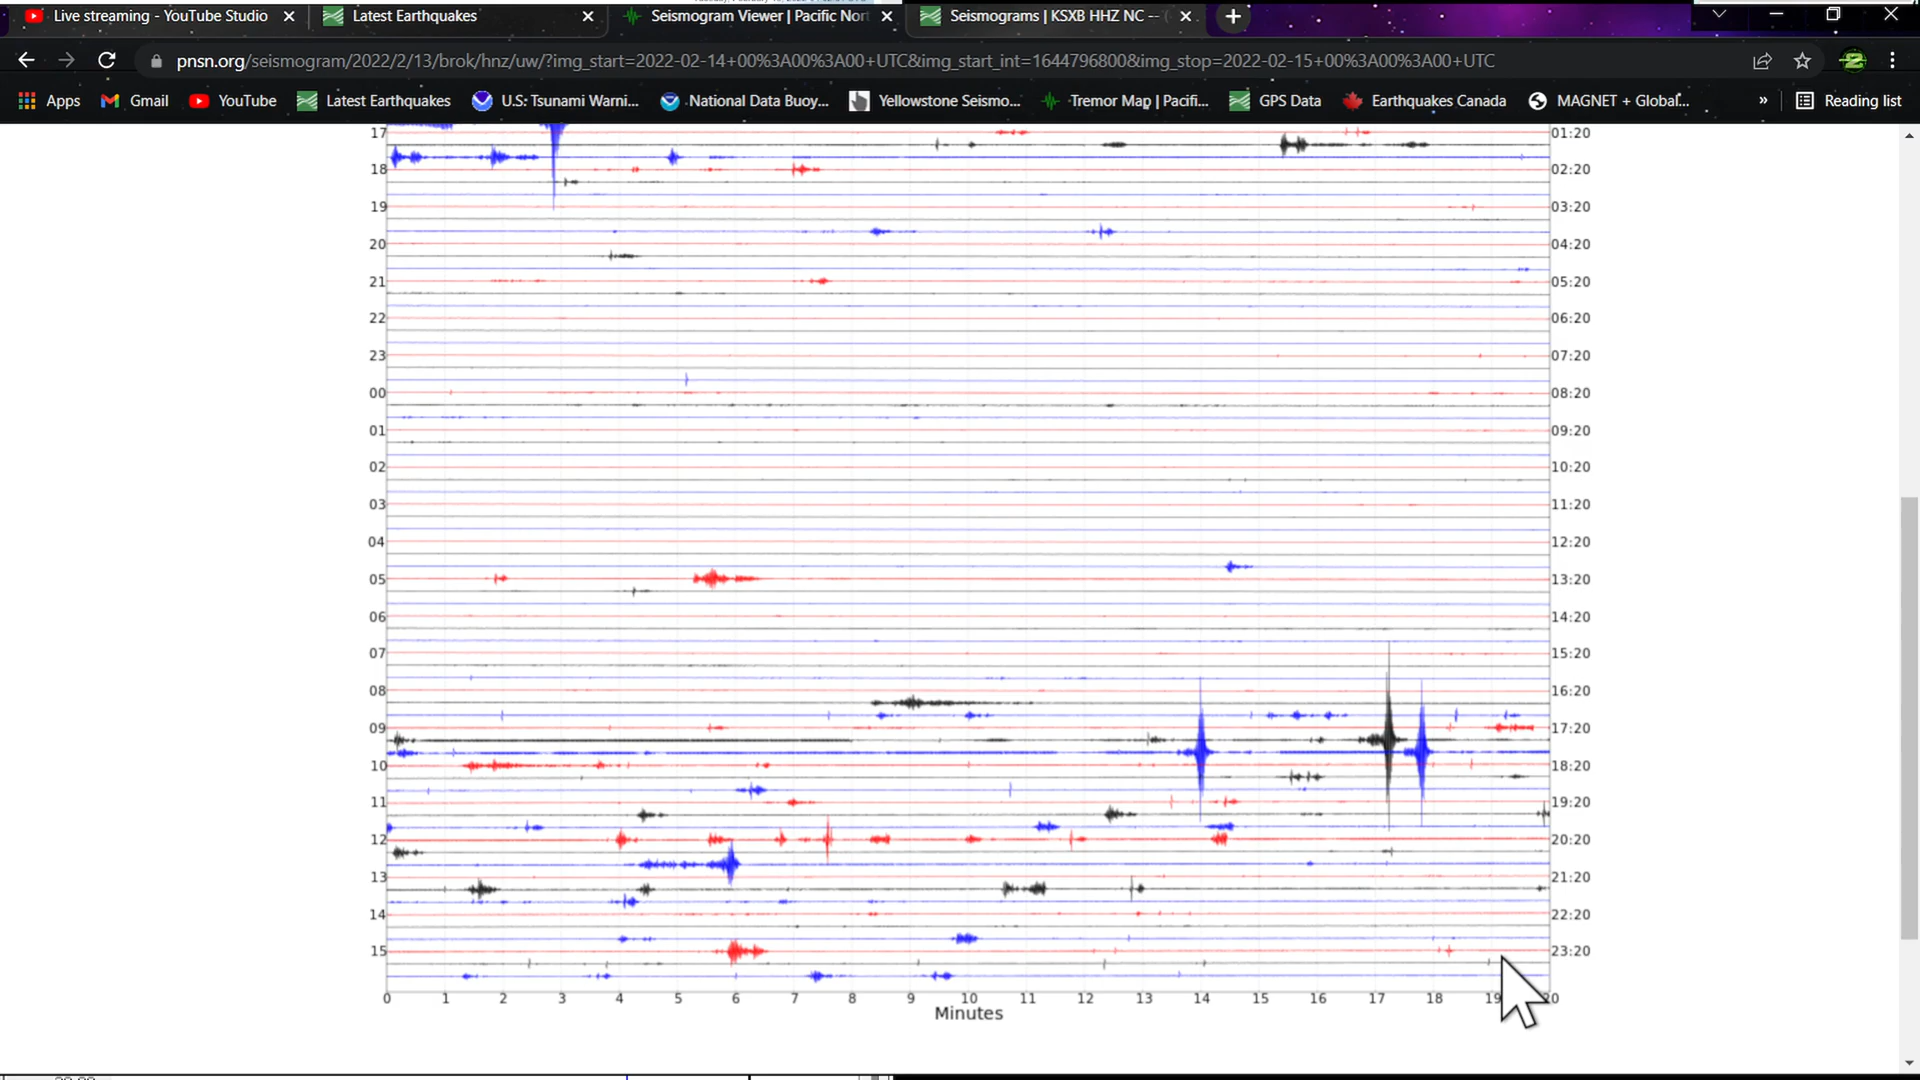 Live streaming - YouTube Studio
Latest Earthquakes
Seismogram Viewer | Pacific Nort
Seismograms | KSXB HHZ NC -- (
pnsn.org/seismogram/2022/2/13/brok/hnz/uw/?img_start=2022-02-14+00%3A00%3A00+UTC&img_start_int=1644796800&img_stop=2022-02-15+00%3A00%3A00+UTC
Apps Gmail YouTube Latest Earthquakes U.S: Tsunami Warni... National Data Buoy... Yellowstone Seismo... Tremor Map | Pacifi... GPS Data Earthquakes Canada MAGNET + Global... » Reading list
17 01:20
18 02:20
19 03:20
20 04:20
21 05:20
22 06:20
23 07:20
00 08:20
01 09:20
02 10:20
03 11:20
04 12:20
05 13:20
06 14:20
07 15:20
08 16:20
09 17:20
10 18:20
11 19:20
12 20:20
13 21:20
14 22:20
15 23:20
0 1 2 3 4 5 6 7 8 9 10 11 12 13 14 15 16 17 18 19 20
Minutes